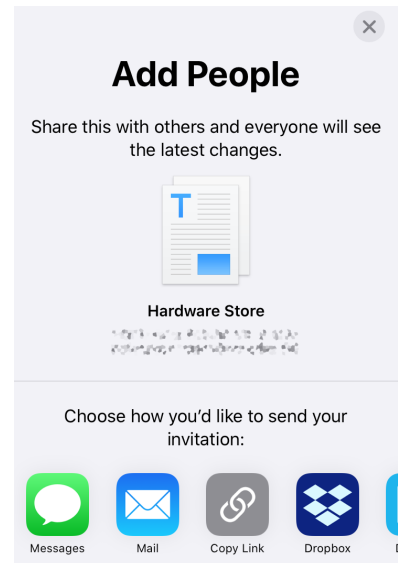 Add People
Share this with others and everyone will see
the latest changes.
T
Hardware Store
Choose how you’d like to send your
invitation:
Messages
Mail
Copy Link
Dropbox